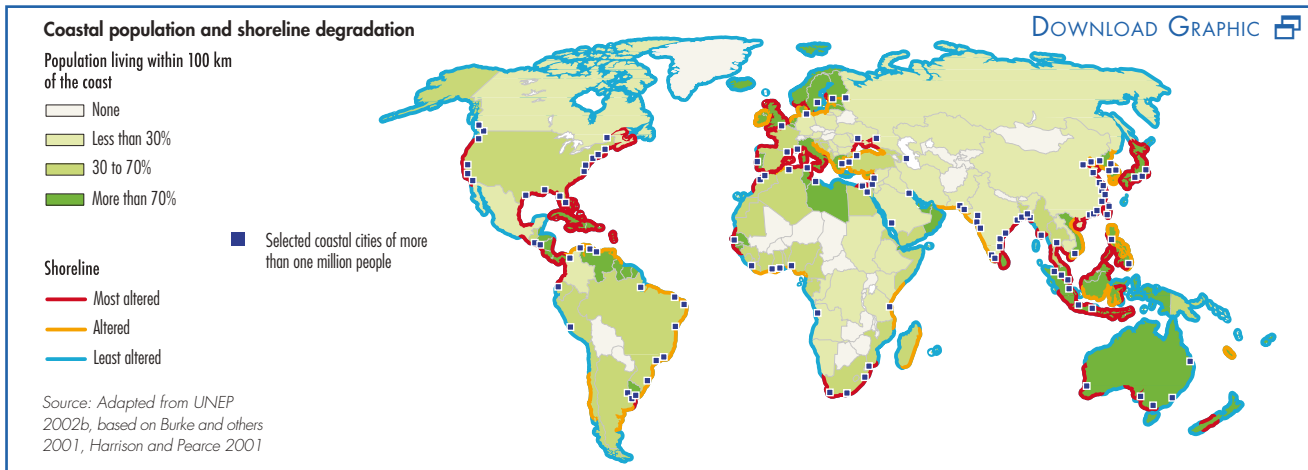 Coastal population and shoreline degradation
DOWNLOAD GRAPHIC
Population living within 100 km
of the coast
None
Less than 30%
30 to 70%
More than 70%
Selected coastal cities of more
than one million people
Shoreline
Most altered
Altered
Least altered
Source: Adapted from UNEP
2002b, based on Burke and others
2001, Harrison and Pearce 2001